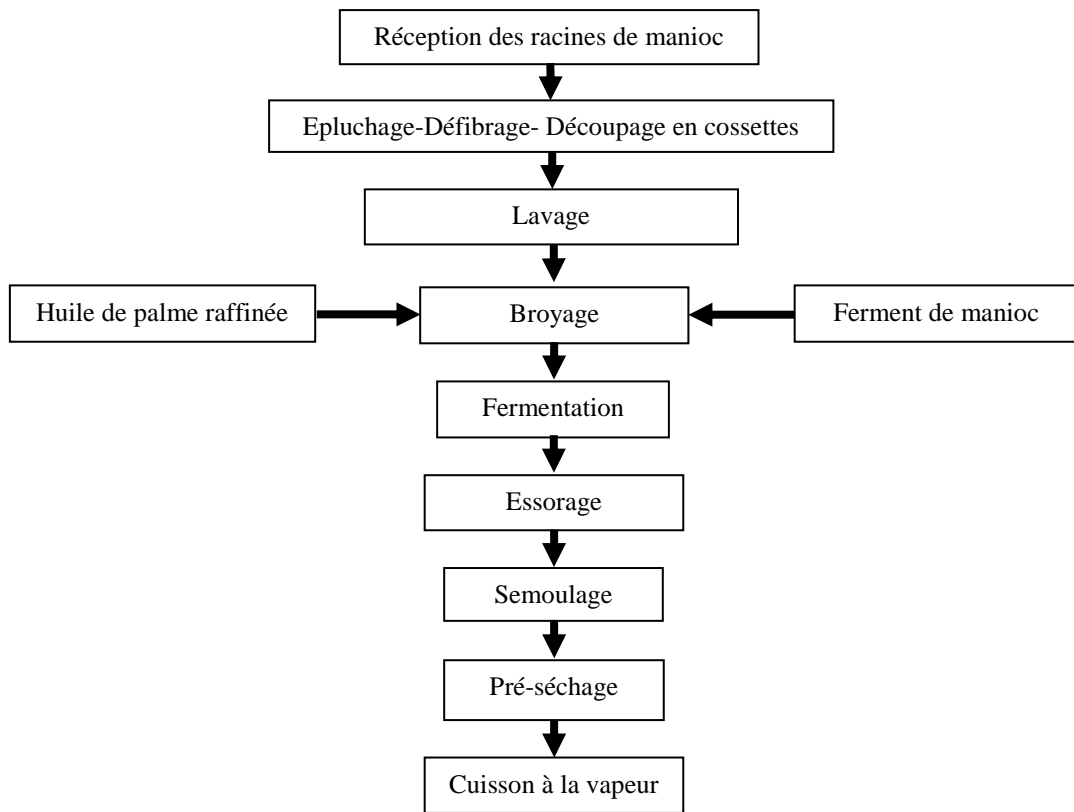 Réception des racines de manioc
Epluchage-Défibrage- Découpage en cossettes
Lavage
Huile de palme raffinée
Broyage
Ferment de manioc
Fermentation
Essorage
Semoulage
Pré-séchage
Cuisson à la vapeur